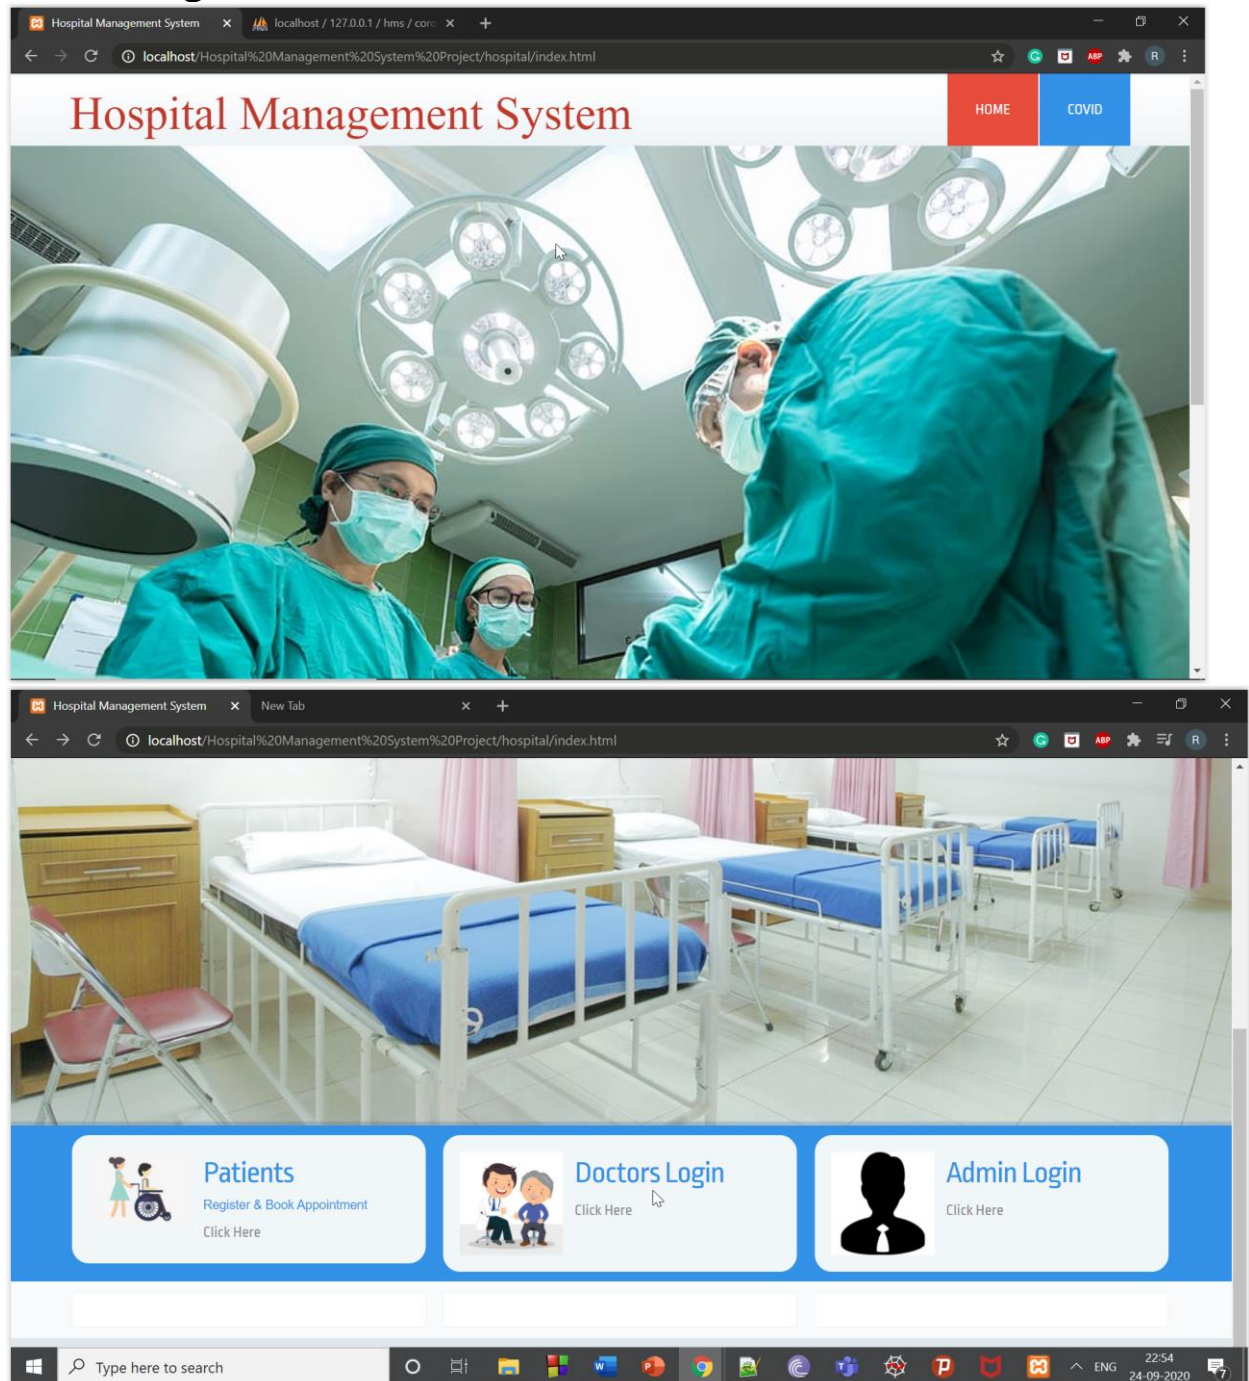 Hospital Management System
localhost / 127.0.0.1 / hms / coro
localhost/Hospital%20Management%20System%20Project/hospital/index.html
ABP
R
Hospital Management System
HOME
COVID
Hospital Management System
New Tab
localhost/Hospital%20Management%20System%20Project/hospital/index.html
ABP
R
Patients
Register & Book Appointment
Click Here
Doctors Login
Click Here
Admin Login
Click Here
Type here to search
ENG
22:54
24-09-2020
7